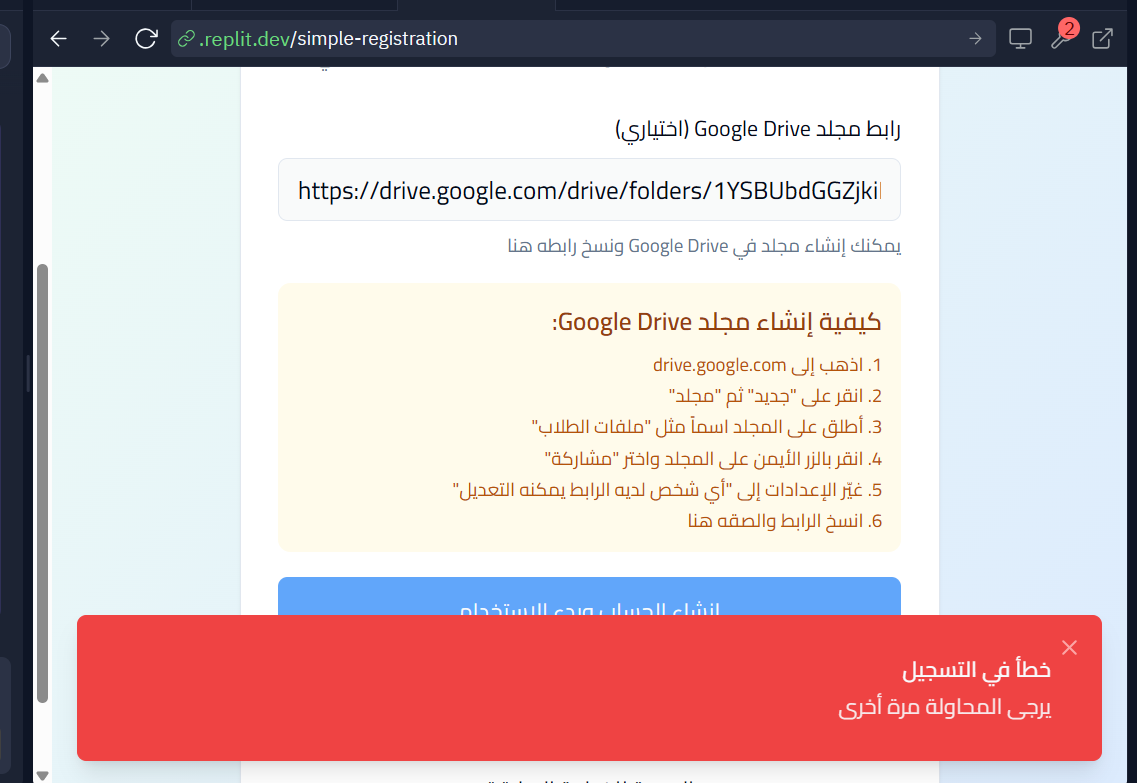 .replit.dev/simple-registration
2
رابط مجلد Google Drive (اختياري)
https://drive.google.com/drive/folders/1YSBUbdGGZjki
يمكنك إنشاء مجلد في Google Drive ونسخ رابطه هنا
كيفية إنشاء مجلد Google Drive:
1. اذهب إلى drive.google.com
2. انقر على "جديد" ثم "مجلد"
3. أطلق على المجلد اسماً مثل "ملفات الطلاب"
4. انقر بالزر الأيمن على المجلد واختر "مشاركة"
5. غيّر الإعدادات إلى "أي شخص لديه الرابط يمكنه التعديل"
6. انسخ الرابط والصقه هنا
إنشاء الحساب وبدء الاستخدام
خطأ في التسجيل
يرجى المحاولة مرة أخرى